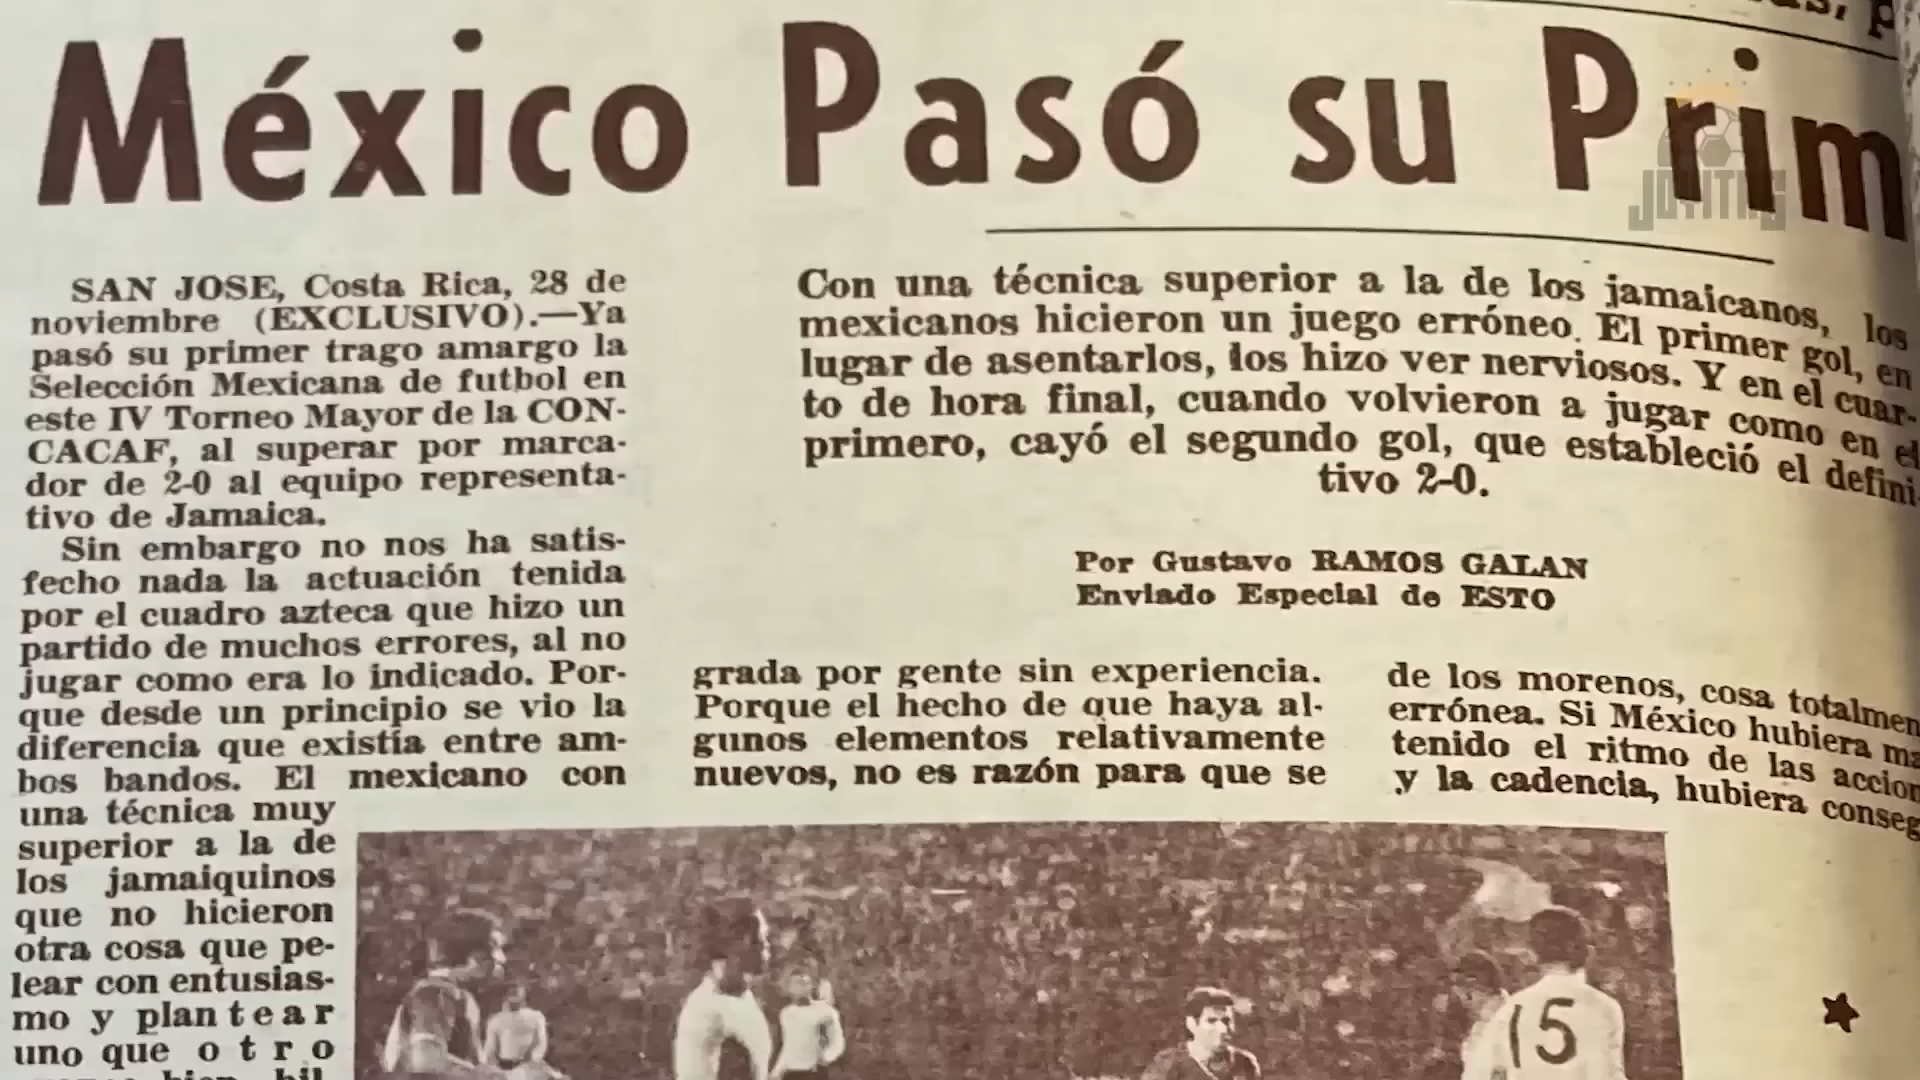 México Pasó su Prim
JOYITAS
SAN JOSE, Costa Rica, 28 de
noviembre (EXCLUSIVO).—Ya
pasó su primer trago amargo la
Selección Mexicana de futbol en
este IV Torneo Mayor de la CON-
CACAF, al superar por marca-
dor de 2-0 al equipo representa-
tivo de Jamaica.
Sin embargo no nos ha satis-
fecho nada la actuación tenida
por el cuadro azteca que hizo un
partido de muchos errores, al no
jugar como era lo indicado. Por-
que desde un principio se vio la
diferencia que existía entre am-
bos bandos. El mexicano con
una técnica muy
superior a la de
los jamaiquinos
que no hicieron
otra cosa que pe-
lear con entusias-
mo y plantear
uno que otro
Con una técnica superior a la de los jamaicanos, los
mexicanos hicieron un juego erróneo. El primer gol, en
lugar de asentarlos, los hizo ver nerviosos. Y en el cuar-
to de hora final, cuando volvieron a jugar como en el
primero, cayó el segundo gol, que estableció el defini-
tivo 2-0.
Por Gustavo RAMOS GALAN
Enviado Especial de ESTO
grada por gente sin experiencia.
Porque el hecho de que haya al-
gunos elementos relativamente
nuevos, no es razón para que se
de los morenos, cosa totalmen
errónea. Si México hubiera ma
tenido el ritmo de las accion
y la cadencia, hubiera conseg
15